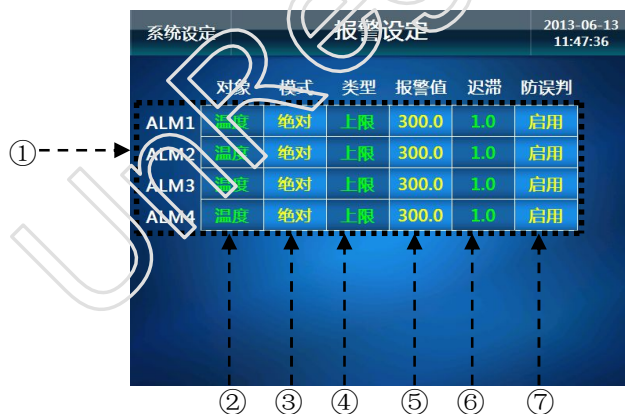 系统设定 报警设定 2013-06-13
11:47:36
对象 模式 类型 报警值 迟滞 防误判
① ALM1 温度 绝对 上限 300.0 1.0 启用
ALM2 温度 绝对 上限 300.0 1.0 启用
ALM3 温度 绝对 上限 300.0 1.0 启用
ALM4 温度 绝对 上限 300.0 1.0 启用
② ③ ④ ⑤ ⑥ ⑦